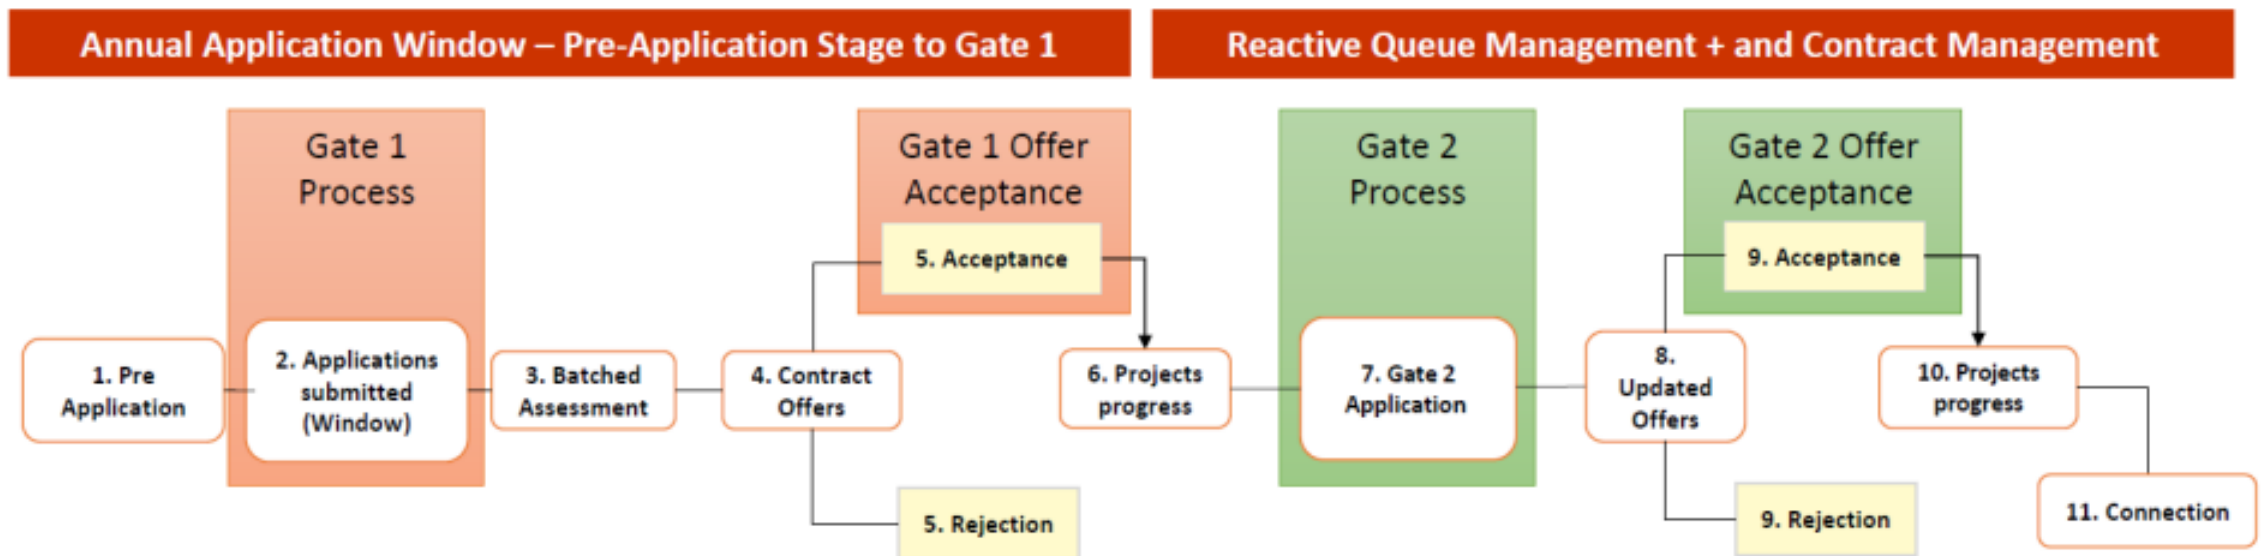 Annual Application Window – Pre-Application Stage to Gate 1
Reactive Queue Management + and Contract Management
Gate 1
Process
Gate 1 Offer
Acceptance
Gate 2
Process
Gate 2 Offer
Acceptance
1. Pre
Application
2. Applications
submitted
(Window)
3. Batched
Assessment
4. Contract
Offers
5. Acceptance
5. Rejection
6. Projects
progress
7. Gate 2
Application
8.
Updated
Offers
9. Acceptance
9. Rejection
10. Projects
progress
11. Connection